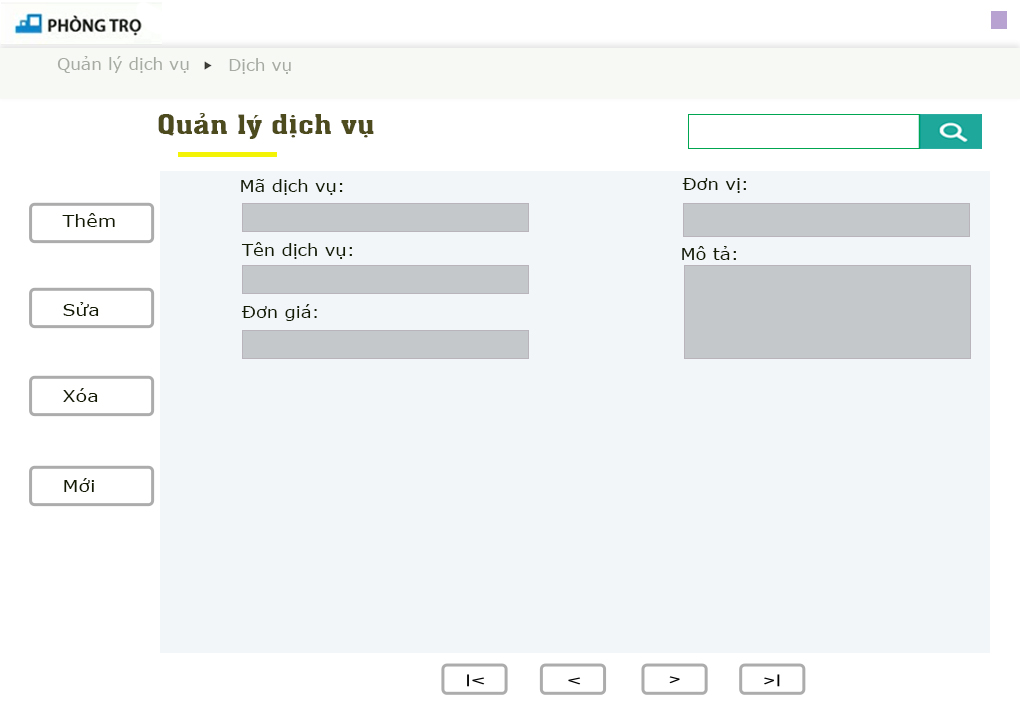 PHÒNG TRỌ
Quản lý dịch vụ ▸ Dịch vụ
Quản lý dịch vụ
Mã dịch vụ:
Đơn vị:
Thêm
Tên dịch vụ:
Mô tả:
Sửa
Đơn giá:
Xóa
Mới
I< < > >I